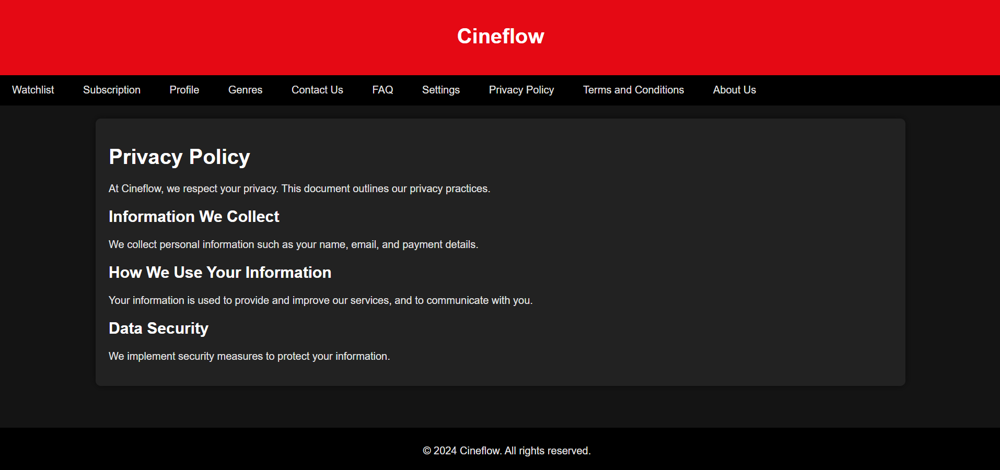 Cineflow
Watchlist Subscription Profile Genres Contact Us FAQ Settings Privacy Policy Terms and Conditions About Us
Privacy Policy
At Cineflow, we respect your privacy. This document outlines our privacy practices.
Information We Collect
We collect personal information such as your name, email, and payment details.
How We Use Your Information
Your information is used to provide and improve our services, and to communicate with you.
Data Security
We implement security measures to protect your information.
© 2024 Cineflow. All rights reserved.